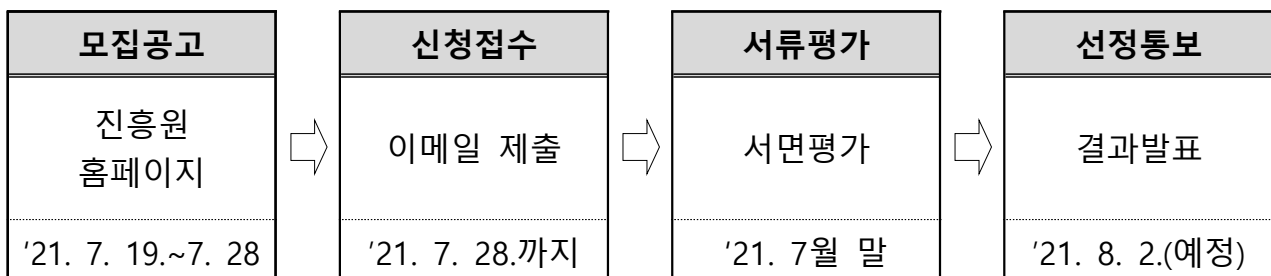 모집공고
진흥원
홈페이지
'21. 7. 19.~7. 28
신청접수
이메일 제출
'21. 7. 28.까지
서류평가
서면평가
'21. 7월 말
선정통보
결과발표
'21. 8. 2.(예정)